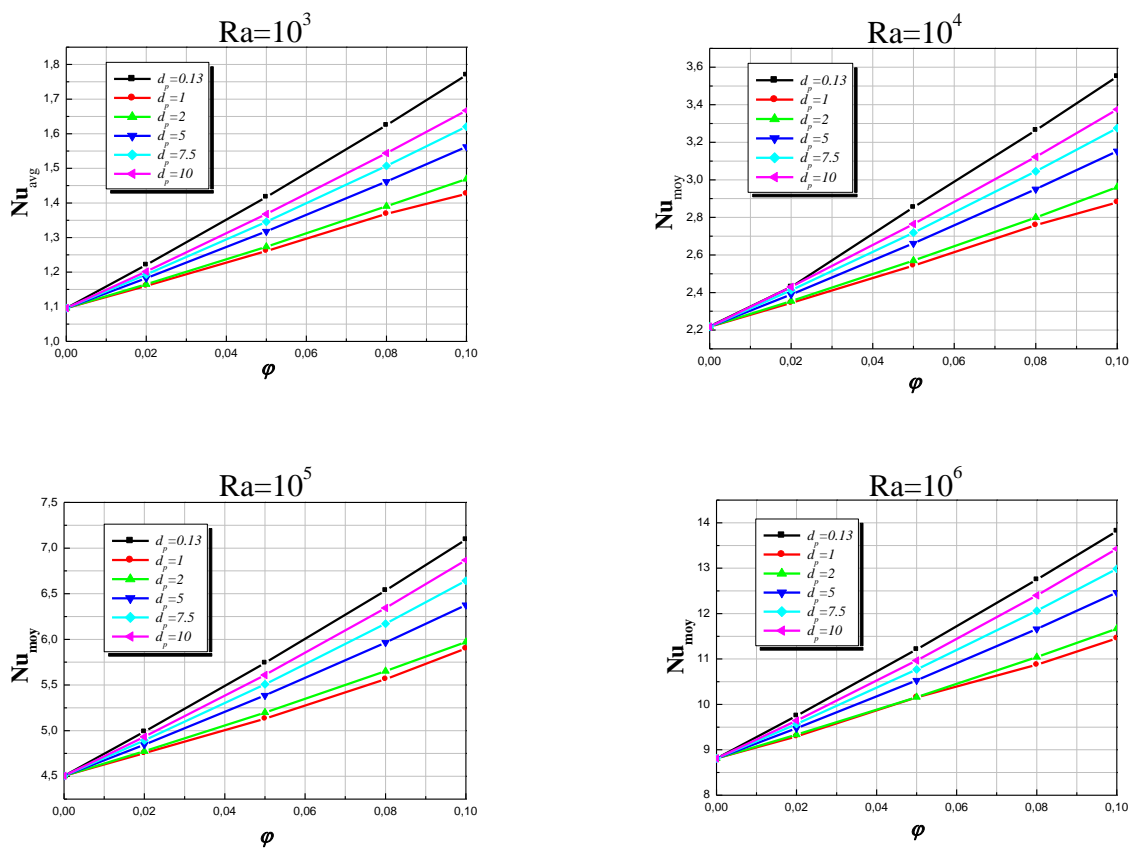 Ra=10³
Nu_avg
1,8
1,7
1,6
1,5
1,4
1,3
1,2
1,1
1,0
d_p=0.13
d_p=1
d_p=2
d_p=5
d_p=7.5
d_p=10
0,00 0,02 0,04 0,06 0,08 0,10
φ
Ra=10⁴
Nu_moy
3,6
3,4
3,2
3,0
2,8
2,6
2,4
2,2
d_p=0.13
d_p=1
d_p=2
d_p=5
d_p=7.5
d_p=10
0,00 0,02 0,04 0,06 0,08 0,10
φ
Ra=10⁵
Nu_moy
7,5
7,0
6,5
6,0
5,5
5,0
4,5
d_p=0.13
d_p=1
d_p=2
d_p=5
d_p=7.5
d_p=10
0,00 0,02 0,04 0,06 0,08 0,10
φ
Ra=10⁶
Nu_moy
14
13
12
11
10
9
8
d_p=0.13
d_p=1
d_p=2
d_p=5
d_p=7.5
d_p=10
0,00 0,02 0,04 0,06 0,08 0,10
φ